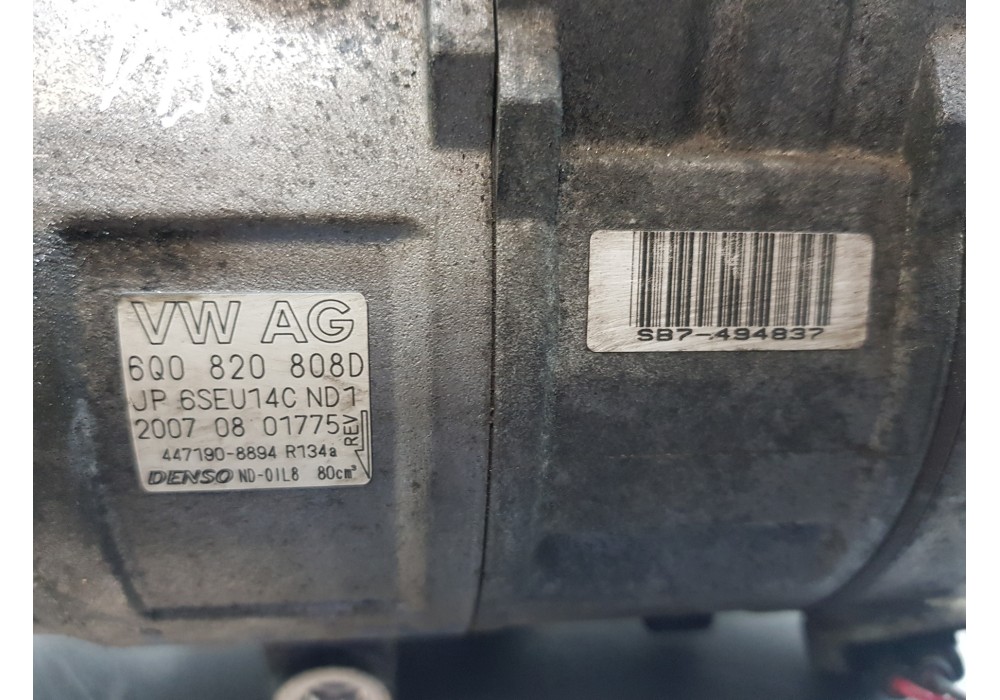 VW AG
6Q0 820 808D
JP 6SEU14C ND1
2007 08 01775
REV
447190-8894 R134a
DENSO ND-OIL8 80cm³
SB7-494837